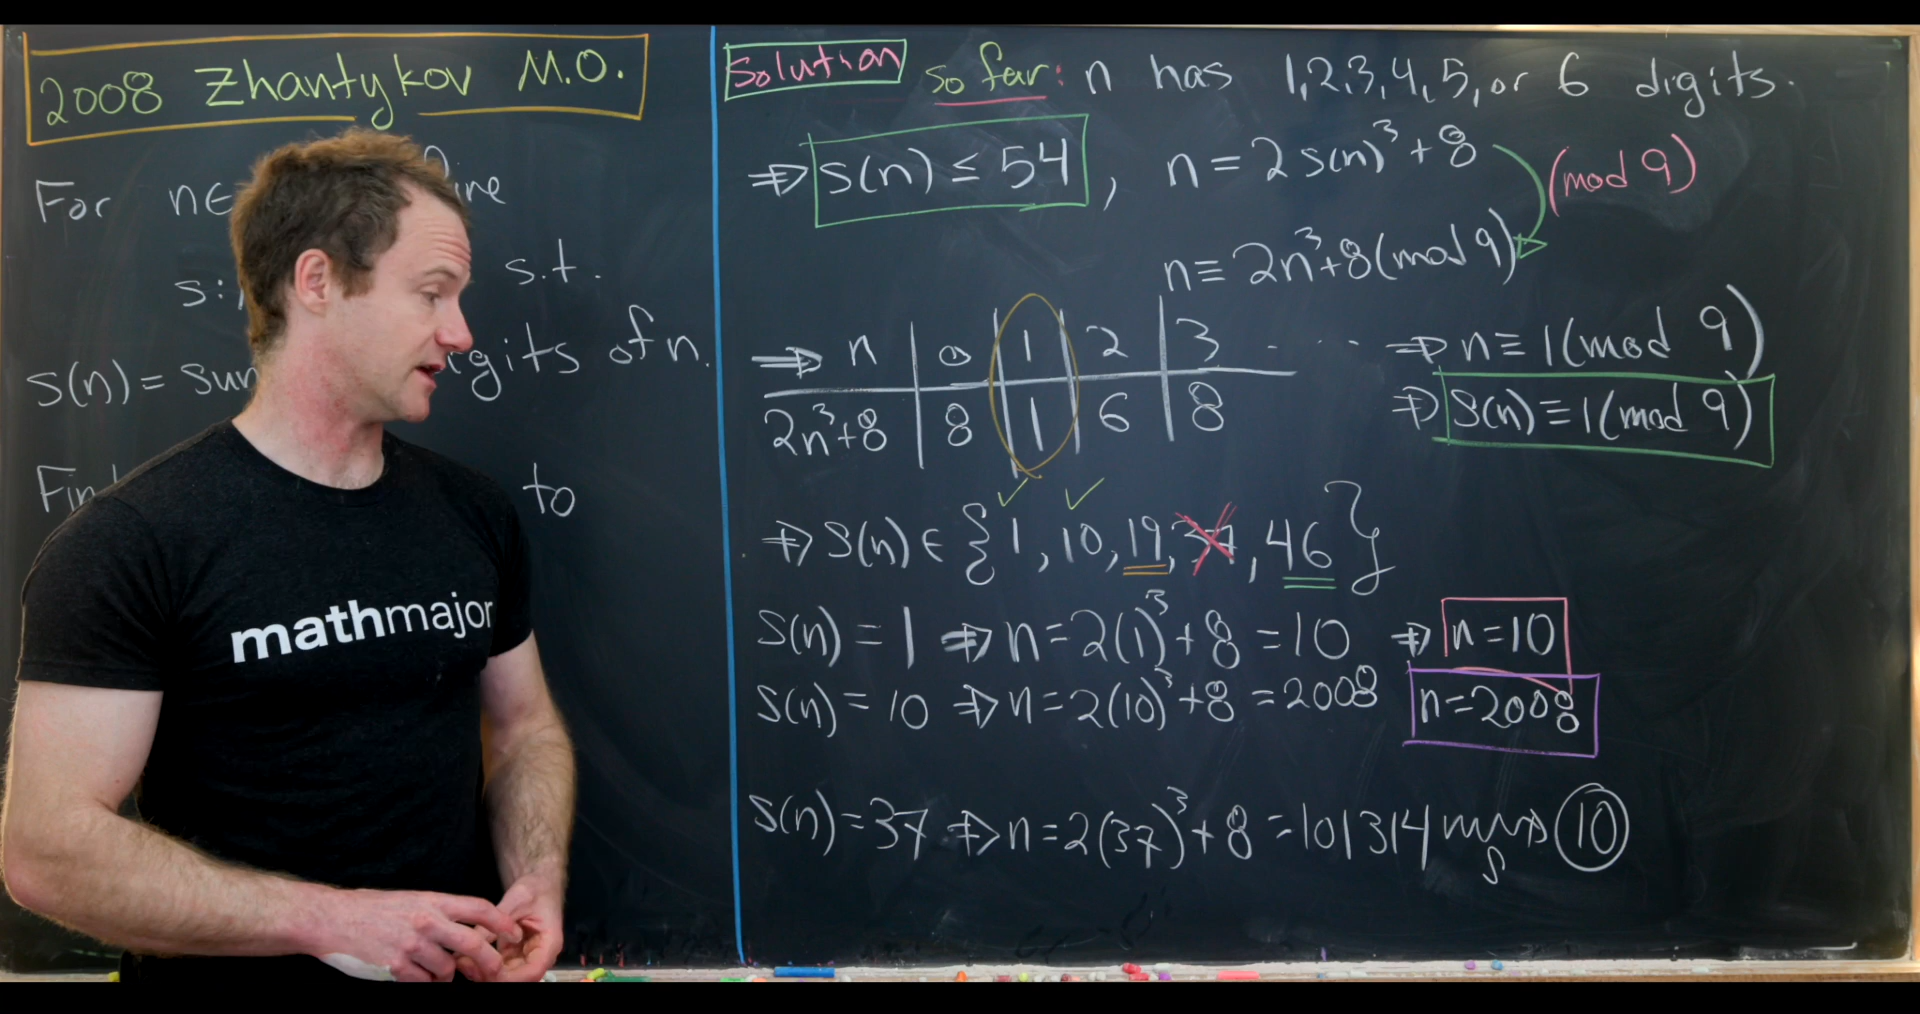 2008 Zhantykov M.O.
For n∈
s: s.t.
s(n) = sum digits of n.
Find to
mathmajor
Solution so far: n has 1,2,3,4,5, or 6 digits.
⇒ s(n) ≤ 54, n = 2s(n)³+8 (mod 9)
n ≡ 2n³+8 (mod 9)
⇒ n | 0 | 1 | 2 | 3 · · · · ⇒ n ≡ 1 (mod 9)
2n³+8 | 8 | 1 | 6 | 8 ⇒ s(n) ≡ 1 (mod 9)
✓ ✓
⇒ s(n) ∈ {1, 10, 19, 37, 46}
s(n) = 1 ⇒ n = 2(1)³+8 = 10 ⇒ n=10
s(n) = 10 ⇒ n = 2(10)³+8 = 2008 n=2008
s(n) = 37 ⇒ n = 2(37)³+8 = 101314 s 10